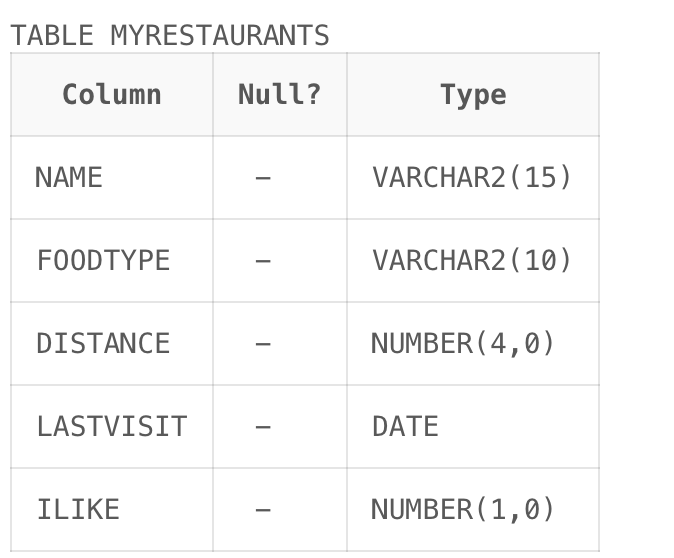 TABLE MYRESTAURANTS
Column Null? Type
NAME – VARCHAR2(15)
FOODTYPE – VARCHAR2(10)
DISTANCE – NUMBER(4,0)
LASTVISIT – DATE
ILIKE – NUMBER(1,0)